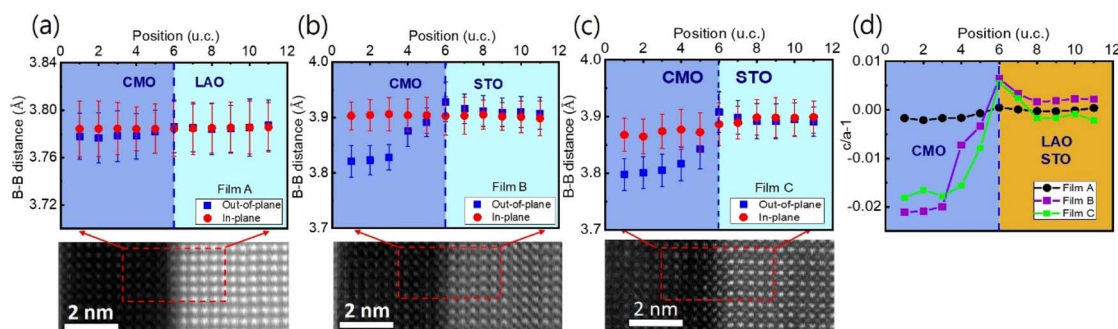 (a)
Position (u.c.)
0 2 4 6 8 10 12
3.84
3.80
3.76
3.72
B-B distance (Å)
CMO LAO
Film A
Out-of-plane
In-plane
2 nm
(b)
Position (u.c.)
0 2 4 6 8 10 12
4.0
3.9
3.8
3.7
B-B distance (Å)
CMO STO
Film B
Out-of-plane
In-plane
2 nm
(c)
Position (u.c.)
0 2 4 6 8 10 12
4.0
3.9
3.8
3.7
B-B distance (Å)
CMO STO
Film C
Out-of-plane
In-plane
2 nm
(d)
Position (u.c.)
0 2 4 6 8 10 12
0.01
0.00
-0.01
-0.02
c/a-1
CMO
LAO
STO
Film A
Film B
Film C